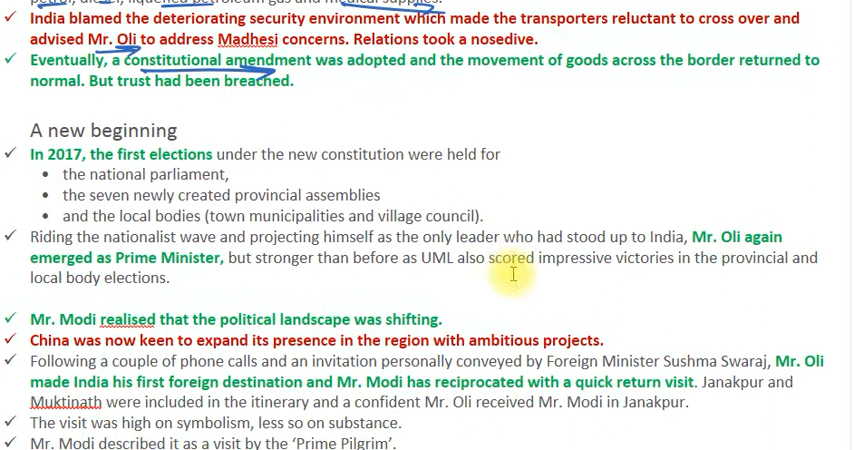 petrol, diesel, liquefied petroleum gas and medical supplies.
India blamed the deteriorating security environment which made the transporters reluctant to cross over and
advised Mr. Oli to address Madhesi concerns. Relations took a nosedive.
Eventually, a constitutional amendment was adopted and the movement of goods across the border returned to
normal. But trust had been breached.
A new beginning
In 2017, the first elections under the new constitution were held for
• the national parliament,
• the seven newly created provincial assemblies
• and the local bodies (town municipalities and village council).
Riding the nationalist wave and projecting himself as the only leader who had stood up to India, Mr. Oli again
emerged as Prime Minister, but stronger than before as UML also scored impressive victories in the provincial and
local body elections.
Mr. Modi realised that the political landscape was shifting.
China was now keen to expand its presence in the region with ambitious projects.
Following a couple of phone calls and an invitation personally conveyed by Foreign Minister Sushma Swaraj, Mr. Oli
made India his first foreign destination and Mr. Modi has reciprocated with a quick return visit. Janakpur and
Muktinath were included in the itinerary and a confident Mr. Oli received Mr. Modi in Janakpur.
The visit was high on symbolism, less so on substance.
Mr. Modi described it as a visit by the ‘Prime Pilgrim’.